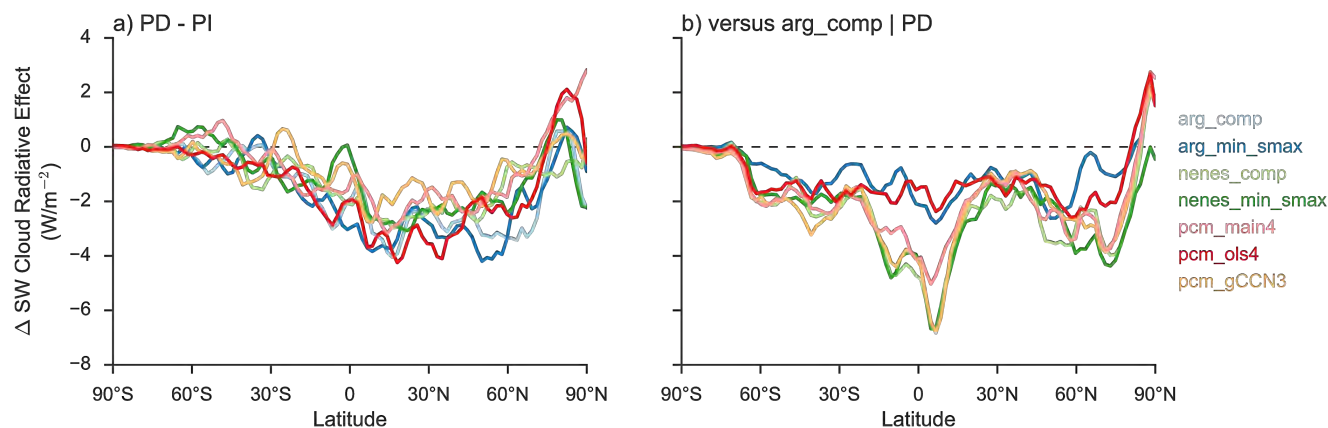 a) PD - PI
b) versus arg_comp | PD
Δ SW Cloud Radiative Effect
(W/m⁻²)
4
2
0
−2
−4
−6
−8
90°S 60°S 30°S 0 30°N 60°N 90°N
Latitude
90°S 60°S 30°S 0 30°N 60°N 90°N
Latitude
arg_comp
arg_min_smax
nenes_comp
nenes_min_smax
pcm_main4
pcm_ols4
pcm_gCCN3